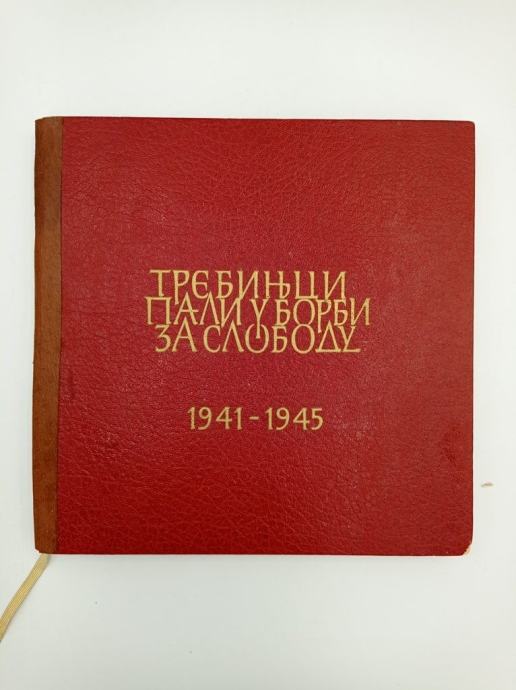 ТРЕБИЊЦИ
ПАЛИ У БОРБИ
ЗА СЛОБОДУ
1941-1945